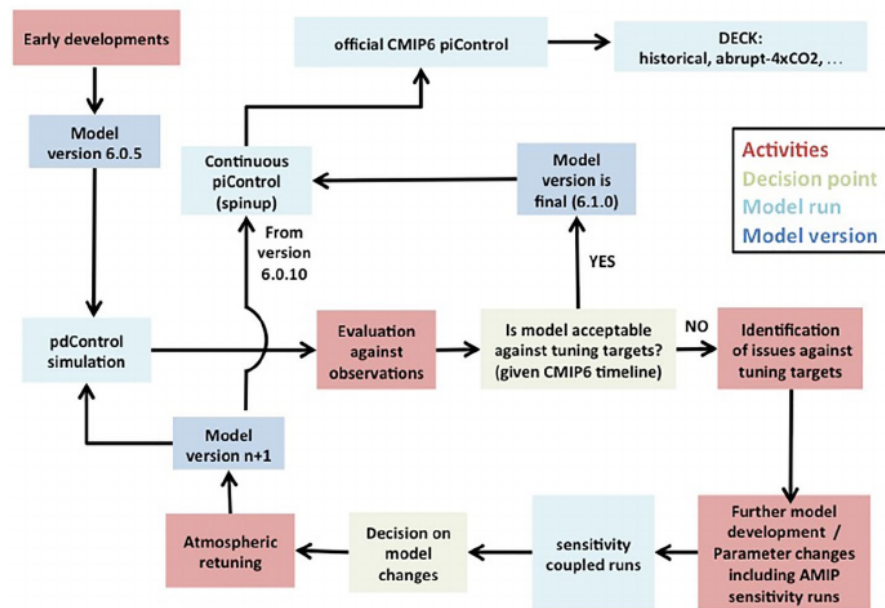 Early developments
official CMIP6 piControl
DECK:
historical, abrupt-4xCO2, ...
Model
version 6.0.5
Continuous
piControl
(spinup)
Model
version is
final (6.1.0)
Activities
Decision point
Model run
Model version
From
version
6.0.10
YES
pdControl
simulation
Evaluation
against
observations
Is model acceptable
against tuning targets?
(given CMIP6 timeline)
NO
Identification
of issues against
tuning targets
Model
version n+1
Atmospheric
retuning
Decision on
model
changes
sensitivity
coupled runs
Further model
development /
Parameter changes
including AMIP
sensitivity runs